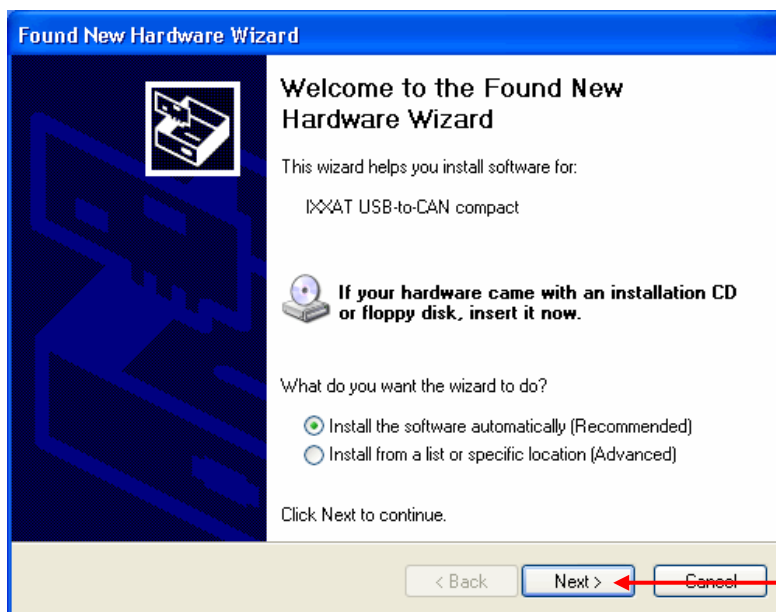 Found New Hardware Wizard
Welcome to the Found New
Hardware Wizard
This wizard helps you install software for:
IXXAT USB-to-CAN compact
If your hardware came with an installation CD
or floppy disk, insert it now.
What do you want the wizard to do?
Install the software automatically (Recommended)
Install from a list or specific location (Advanced)
Click Next to continue.
< Back
Next >
Cancel